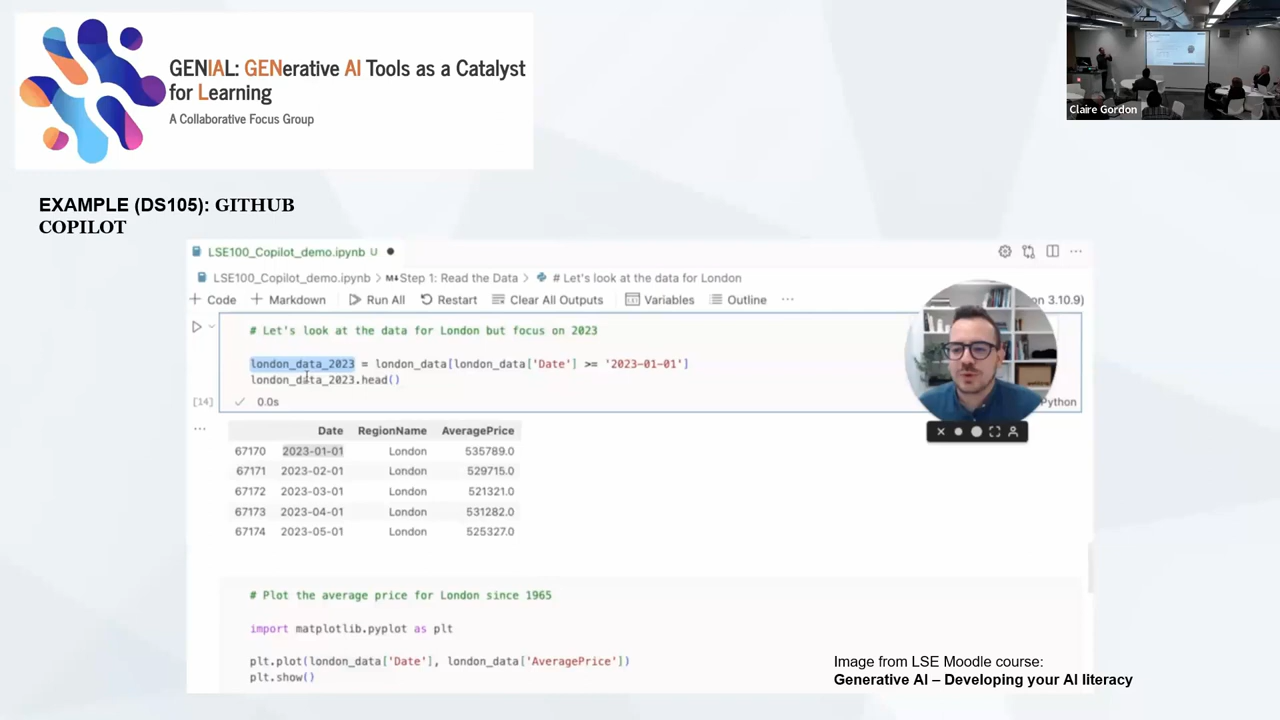 GENIAL: GENerative AI Tools as a Catalyst
for Learning
A Collaborative Focus Group
Claire Gordon
EXAMPLE (DS105): GITHUB
COPILOT
LSE100_Copilot_demo.ipynb U ●
LSE100_Copilot_demo.ipynb > M↓Step 1: Read the Data > # Let's look at the data for London
+ Code + Markdown Run All Restart Clear All Outputs Variables Outline ··· on 3.10.9)
# Let's look at the data for London but focus on 2023
london_data_2023 = london_data[london_data['Date'] >= '2023-01-01']
london_data_2023.head()
[14] ✓ 0.0s Python
Date RegionName AveragePrice
67170 2023-01-01 London 535789.0
67171 2023-02-01 London 529715.0
67172 2023-03-01 London 521321.0
67173 2023-04-01 London 531282.0
67174 2023-05-01 London 525327.0
# Plot the average price for London since 1965
import matplotlib.pyplot as plt
plt.plot(london_data['Date'], london_data['AveragePrice'])
plt.show()
Image from LSE Moodle course:
Generative AI – Developing your AI literacy